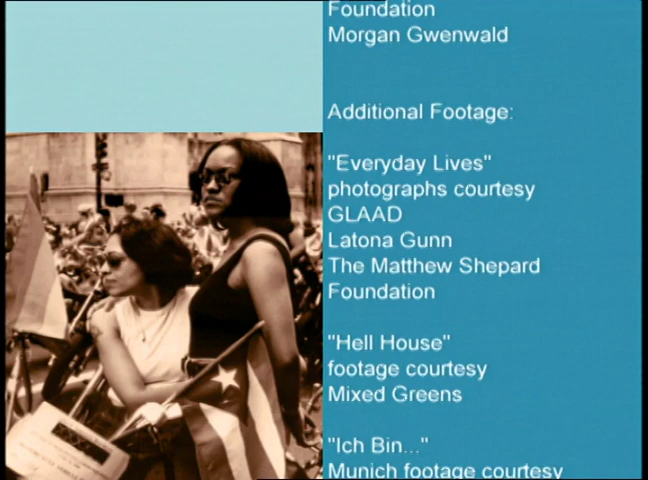 Foundation
Morgan Gwenwald
Additional Footage:
"Everyday Lives"
photographs courtesy
GLAAD
Latona Gunn
The Matthew Shepard
Foundation
"Hell House"
footage courtesy
Mixed Greens
"Ich Bin..."
Munich footage courtesy